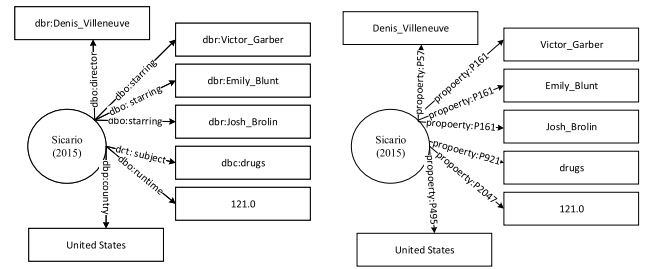 dbr:Denis_Villeneuve
dbo:director
dbo:starring
dbr:Victor_Garber
dbo: starring
dbr:Emily_Blunt
dbo:starring
dbr:Josh_Brolin
Sicario
(2015)
dct: subject
dbc:drugs
dbo:runtime
121.0
dbp:country
United States
Denis_Villeneuve
propoerty:P57
propoerty:P161
Victor_Garber
propoerty:P161
Emily_Blunt
propoerty:P161
Josh_Brolin
Sicario
(2015)
propoerty:P921
drugs
propoerty:P2047
121.0
propoerty:P495
United States